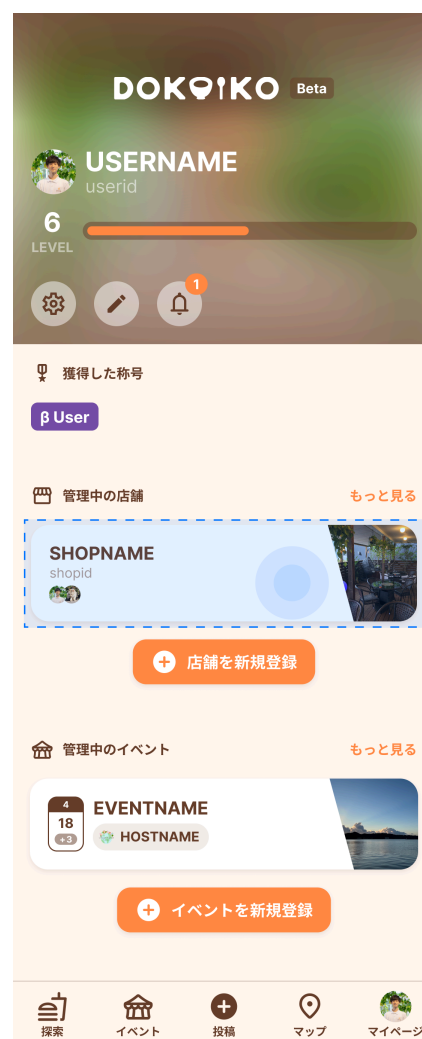 DOKOIKO Beta
USERNAME
userid
6
LEVEL
1
獲得した称号
β User
管理中の店舗 もっと見る
SHOPNAME
shopid
店舗を新規登録
管理中のイベント もっと見る
4
18
+3
EVENTNAME
HOSTNAME
イベントを新規登録
探索 イベント 投稿 マップ マイページ